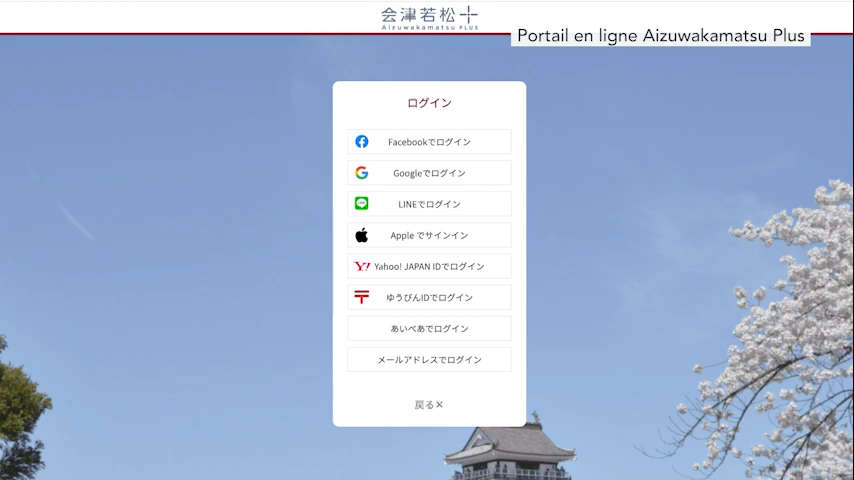 会津若松+
Aizuwakamatsu PLUS
Portail en ligne Aizuwakamatsu Plus
ログイン
Facebookでログイン
Googleでログイン
LINEでログイン
Apple でサインイン
Yahoo! JAPAN IDでログイン
ゆうびんIDでログイン
あいべあでログイン
メールアドレスでログイン
戻る✕